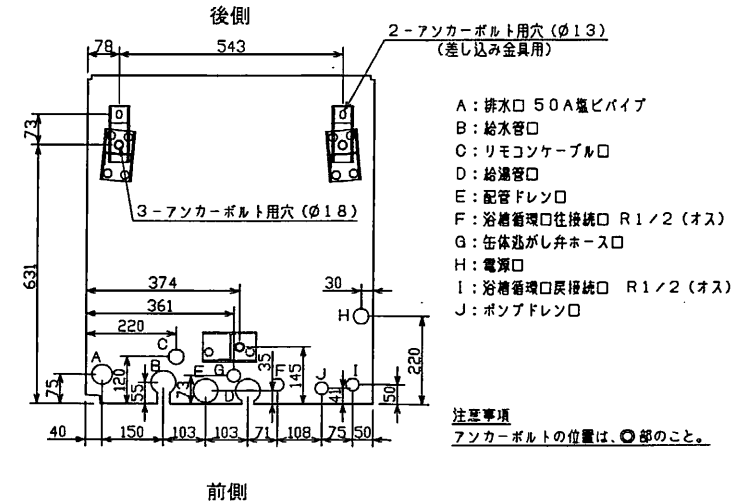 後側
78
543
2-アンカーボルト用穴(Ø13)
(差し込み金具用)
73
631
3-アンカーボルト用穴(Ø18)
A:排水口 50A塩ビパイプ
B:給水管口
C:リモコンケーブル口
D:給湯管口
E:配管ドレン口
F:浴槽循環口往接続口 R1/2(オス)
G:缶体逃がし弁ホース口
H:電源口
I:浴槽循環口戻接続口 R1/2(オス)
J:ポンプドレン口
374
30
361
220
H
C
A
B
E
G
D
F
J
I
75
120
55
73
35
145
41
50
220
40
150
103
103
71
108
75
50
注意事項
アンカーボルトの位置は、◎部のこと。
前側